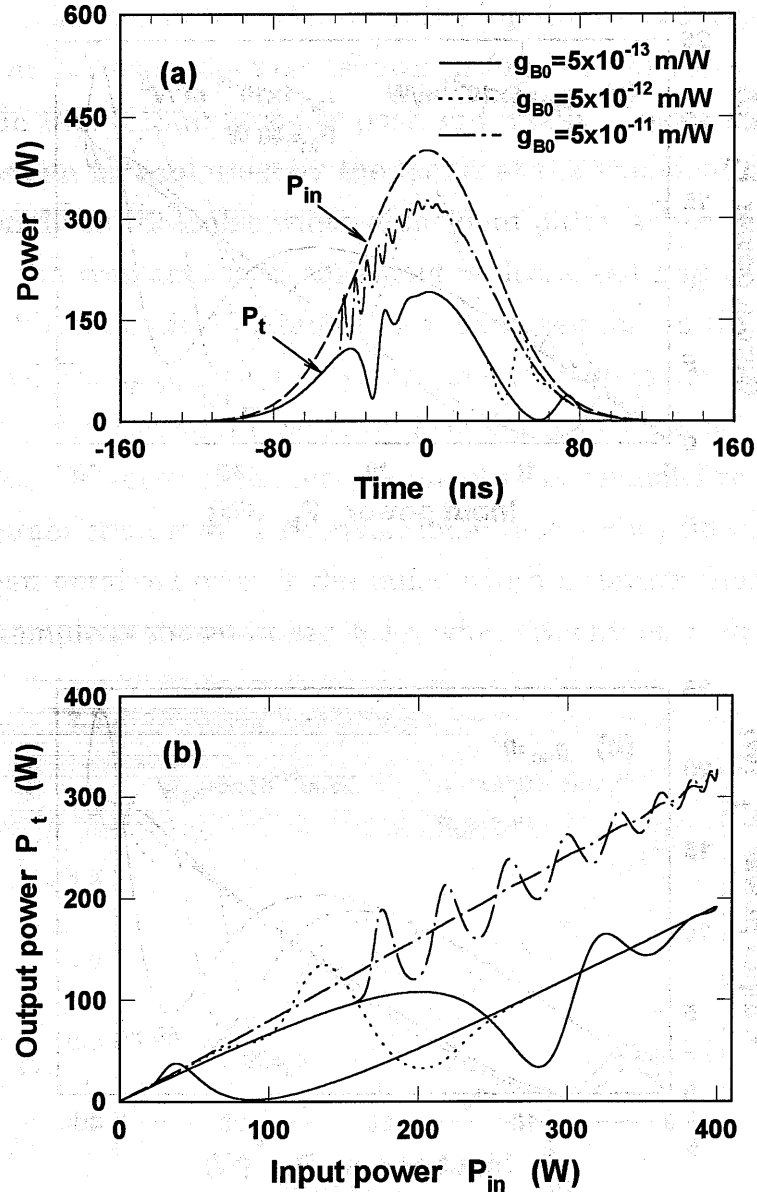 600
450
300
150
0
Power (W)
(a)
g_B0=5x10^-13 m/W
g_B0=5x10^-12 m/W
g_B0=5x10^-11 m/W
P_in
P_t
-160 -80 0 80 160
Time (ns)
400
300
200
100
0
Output power P_t (W)
(b)
0 100 200 300 400
Input power P_in (W)